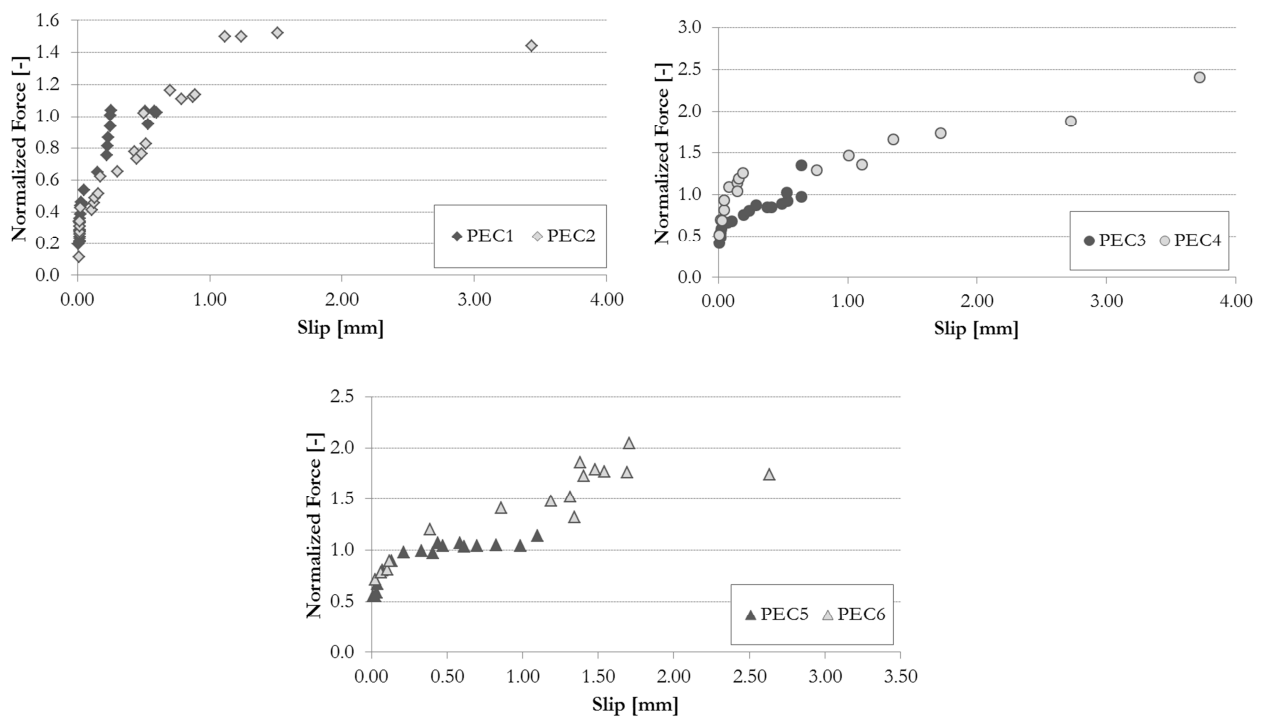 1.6
1.4
1.2
1.0
0.8
0.6
0.4
0.2
0.0
Normalized Force [-]
PEC1 PEC2
0.00 1.00 2.00 3.00 4.00
Slip [mm]
3.0
2.5
2.0
1.5
1.0
0.5
0.0
Normalized Force [-]
PEC3 PEC4
0.00 1.00 2.00 3.00 4.00
Slip [mm]
2.5
2.0
1.5
1.0
0.5
0.0
Normalized Force [-]
PEC5 PEC6
0.00 0.50 1.00 1.50 2.00 2.50 3.00 3.50
Slip [mm]